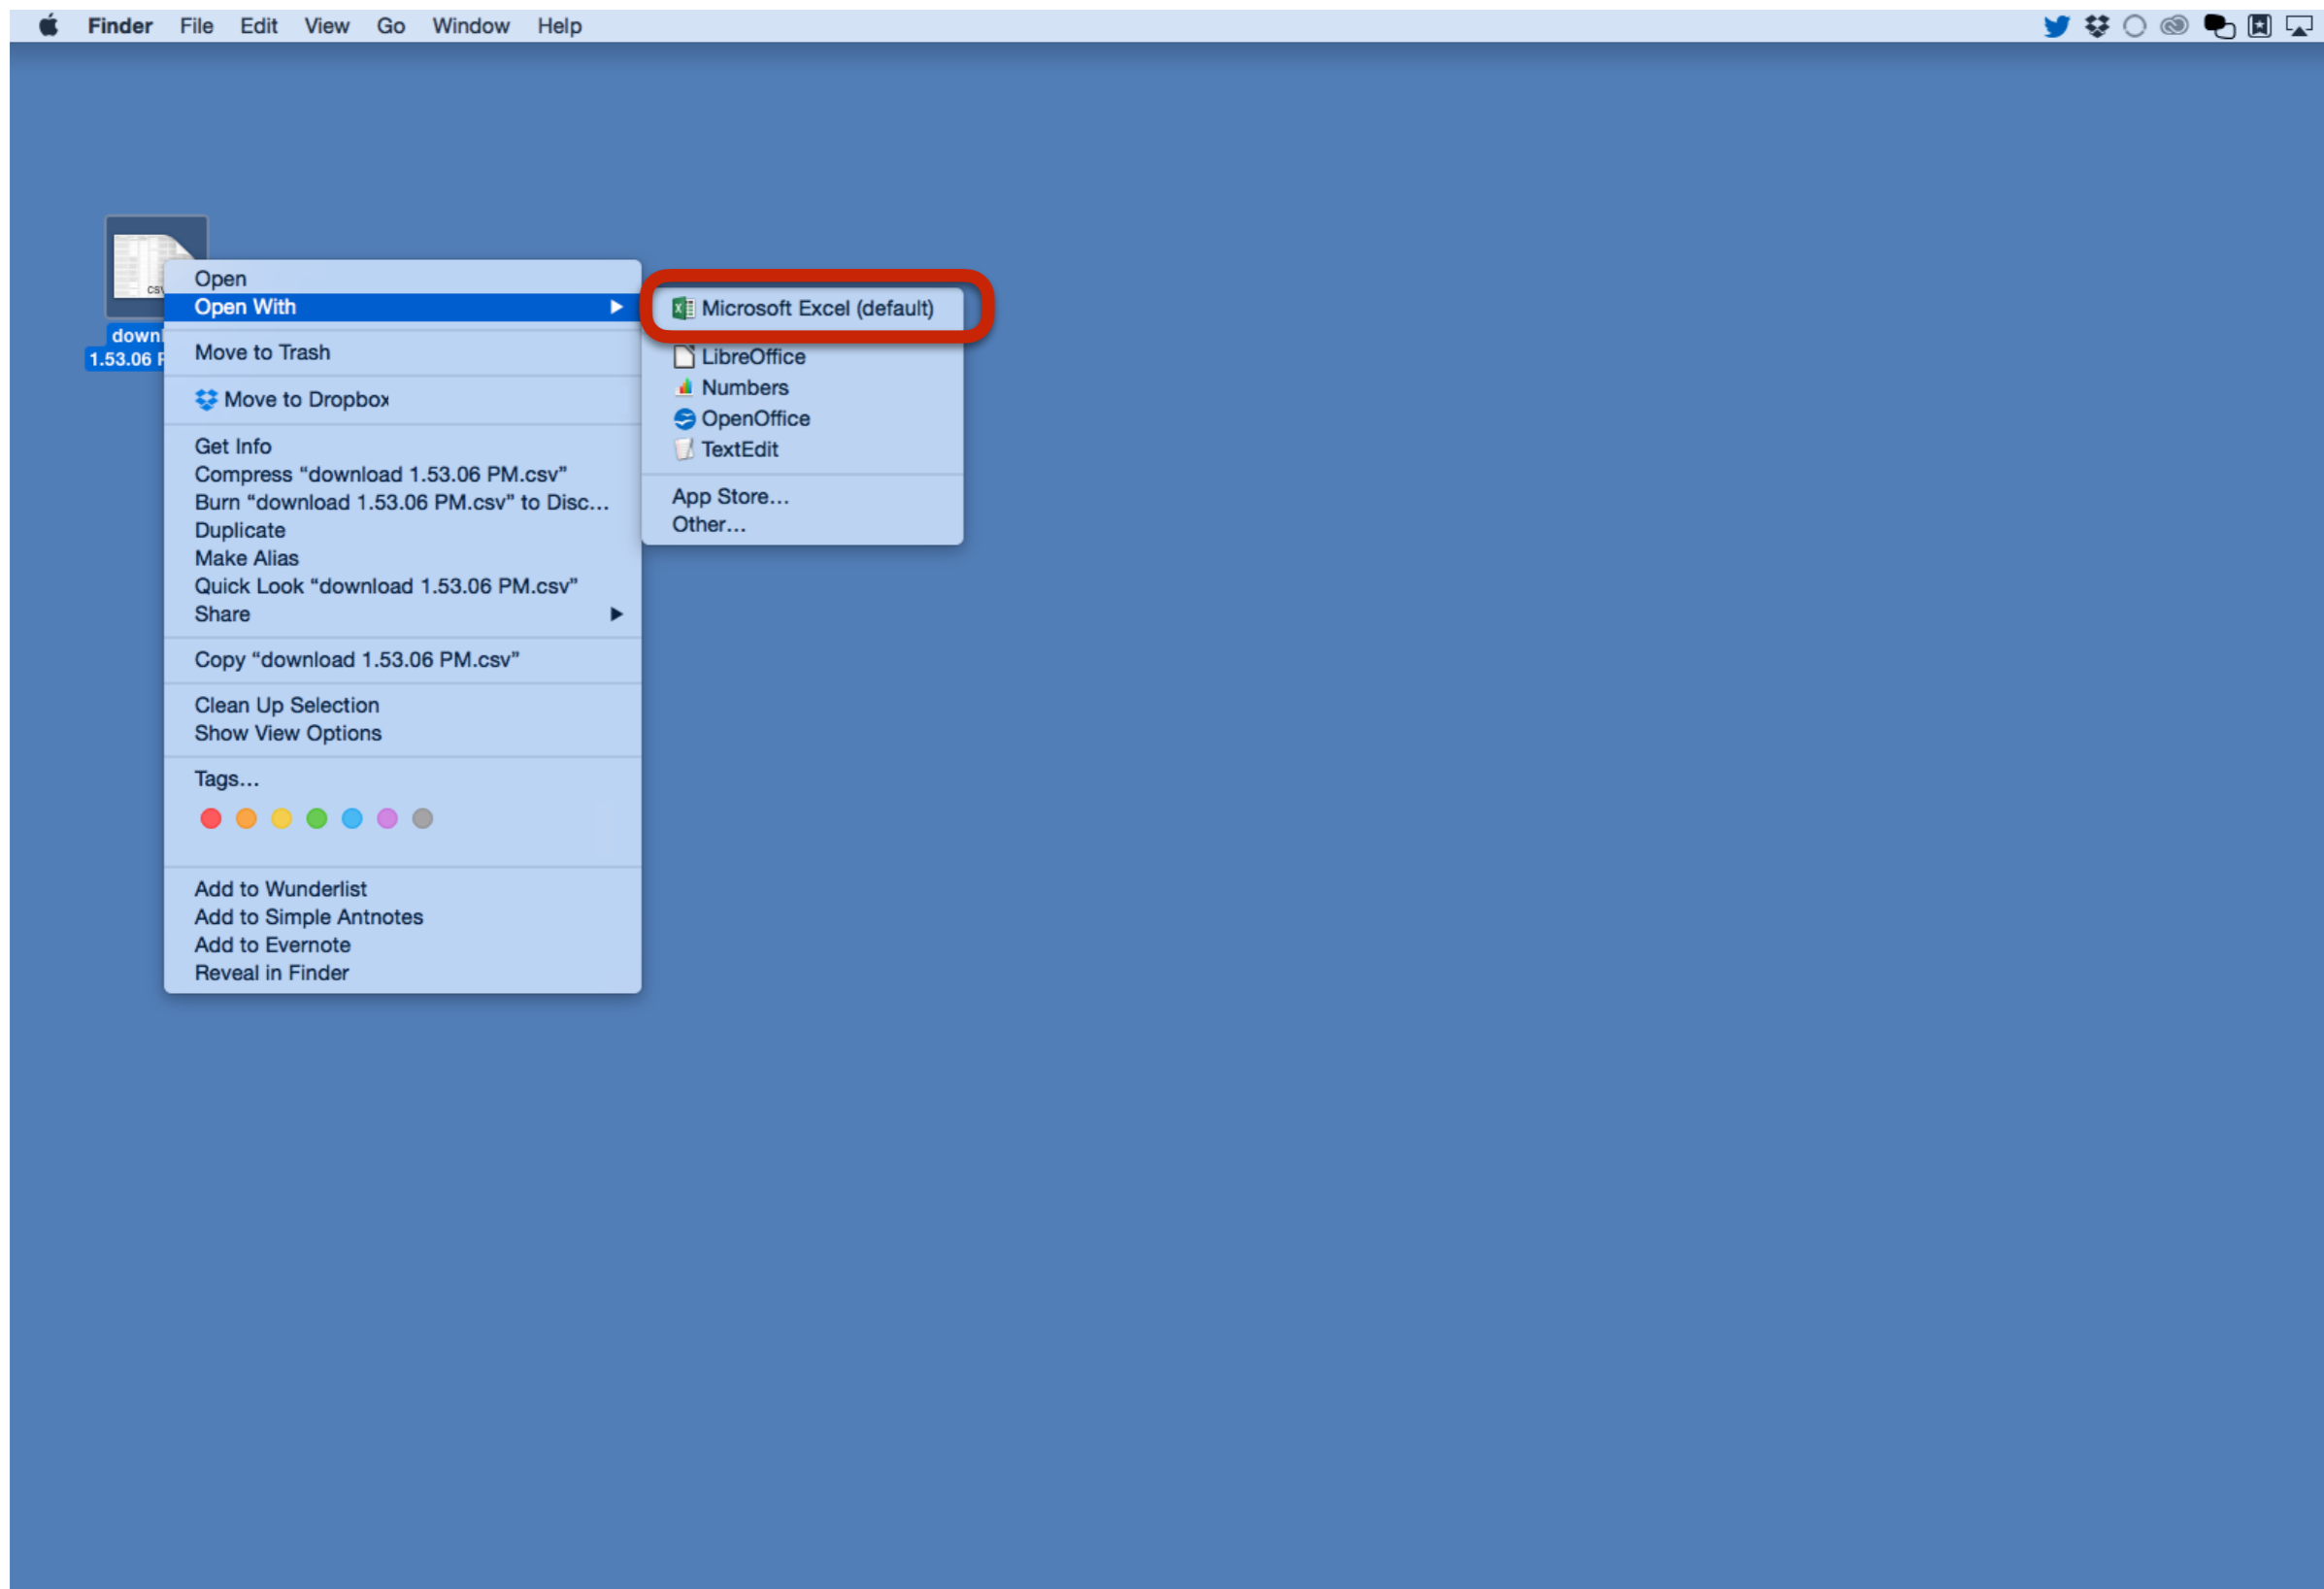 Finder File Edit View Go Window Help
csv
1.53.06
Open
Open With
Move to Trash
Move to Dropbox
Get Info
Compress “download 1.53.06 PM.csv”
Burn “download 1.53.06 PM.csv” to Disc...
Duplicate
Make Alias
Quick Look “download 1.53.06 PM.csv”
Share
Copy “download 1.53.06 PM.csv”
Clean Up Selection
Show View Options
Tags...
Add to Wunderlist
Add to Simple Antnotes
Add to Evernote
Reveal in Finder
Microsoft Excel (default)
LibreOffice
Numbers
OpenOffice
TextEdit
App Store...
Other...